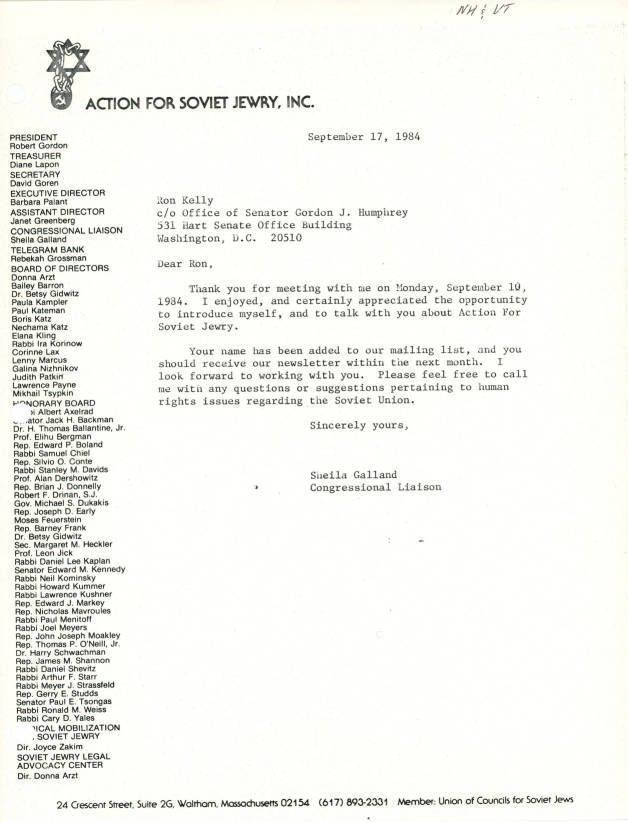 NH & VT
ACTION FOR SOVIET JEWRY, INC.
PRESIDENT
Robert Gordon
TREASURER
Diane Lapon
SECRETARY
David Goren
EXECUTIVE DIRECTOR
Barbara Palant
ASSISTANT DIRECTOR
Janet Greenberg
CONGRESSIONAL LIAISON
Sheila Galland
TELEGRAM BANK
Rebekah Grossman
BOARD OF DIRECTORS
Donna Arzt
Bailey Barron
Dr. Betsy Gidwitz
Paula Kampler
Paul Kateman
Boris Katz
Nechama Katz
Elana Kling
Rabbi Ira Korinow
Corinne Lax
Lenny Marcus
Galina Nizhnikov
Judith Patkin
Lawrence Payne
Mikhail Tsypkin
HONORARY BOARD
Albert Axelrad
Jack H. Backman
Dr. H. Thomas Ballantine, Jr.
Prof. Elihu Bergman
Rep. Edward P. Boland
Rabbi Samuel Chiel
Rep. Silvio O. Conte
Rabbi Stanley M. Davids
Prof. Alan Dershowitz
Rep. Brian J. Donnelly
Robert F. Drinan, S.J.
Gov. Michael S. Dukakis
Rep. Joseph D. Early
Moses Feuerstein
Rep. Barney Frank
Dr. Betsy Gidwitz
Sec. Margaret M. Heckler
Prof. Leon Jick
Rabbi Daniel Lee Kaplan
Senator Edward M. Kennedy
Rabbi Neil Kominsky
Rabbi Howard Kummer
Rabbi Lawrence Kushner
Rep. Edward J. Markey
Rep. Nicholas Mavroules
Rabbi Paul Menitoff
Rabbi Joel Meyers
Rep. John Joseph Moakley
Rep. Thomas P. O'Neill, Jr.
Dr. Harry Schwachman
Rep. James M. Shannon
Rabbi Daniel Shevitz
Rabbi Arthur F. Starr
Rabbi Meyer J. Strassfeld
Rep. Gerry E. Studds
Senator Paul E. Tsongas
Rabbi Ronald M. Weiss
Rabbi Cary D. Yales
ICAL MOBILIZATION
SOVIET JEWRY
Dir. Joyce Zakim
SOVIET JEWRY LEGAL
ADVOCACY CENTER
Dir. Donna Arzt
September 17, 1984
Ron Kelly
c/o Office of Senator Gordon J. Humphrey
531 Hart Senate Office Building
Washington, D.C. 20510
Dear Ron,
Thank you for meeting with me on Monday, September 10,
1984. I enjoyed, and certainly appreciated the opportunity
to introduce myself, and to talk with you about Action For
Soviet Jewry.
Your name has been added to our mailing list, and you
should receive our newsletter within the next month. I
look forward to working with you. Please feel free to call
me with any questions or suggestions pertaining to human
rights issues regarding the Soviet Union.
Sincerely yours,
Sheila Galland
Congressional Liaison
24 Crescent Street, Suite 2G, Waltham, Massachusetts 02154 (617) 893-2331 Member: Union of Councils for Soviet Jews